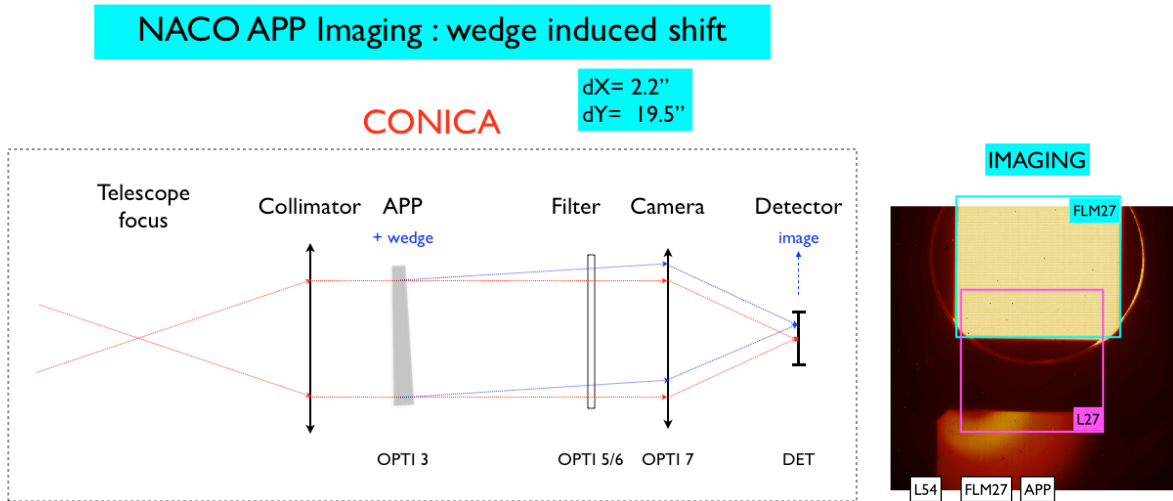 NACO APP Imaging : wedge induced shift
dX= 2.2”
dY=  19.5”
CONICA
IMAGING
Telescope
focus
Collimator
APP
+ wedge
Filter
Camera
Detector
image
FLM27
L27
OPTI 3
OPTI 5/6
OPTI 7
DET
L54
FLM27
APP